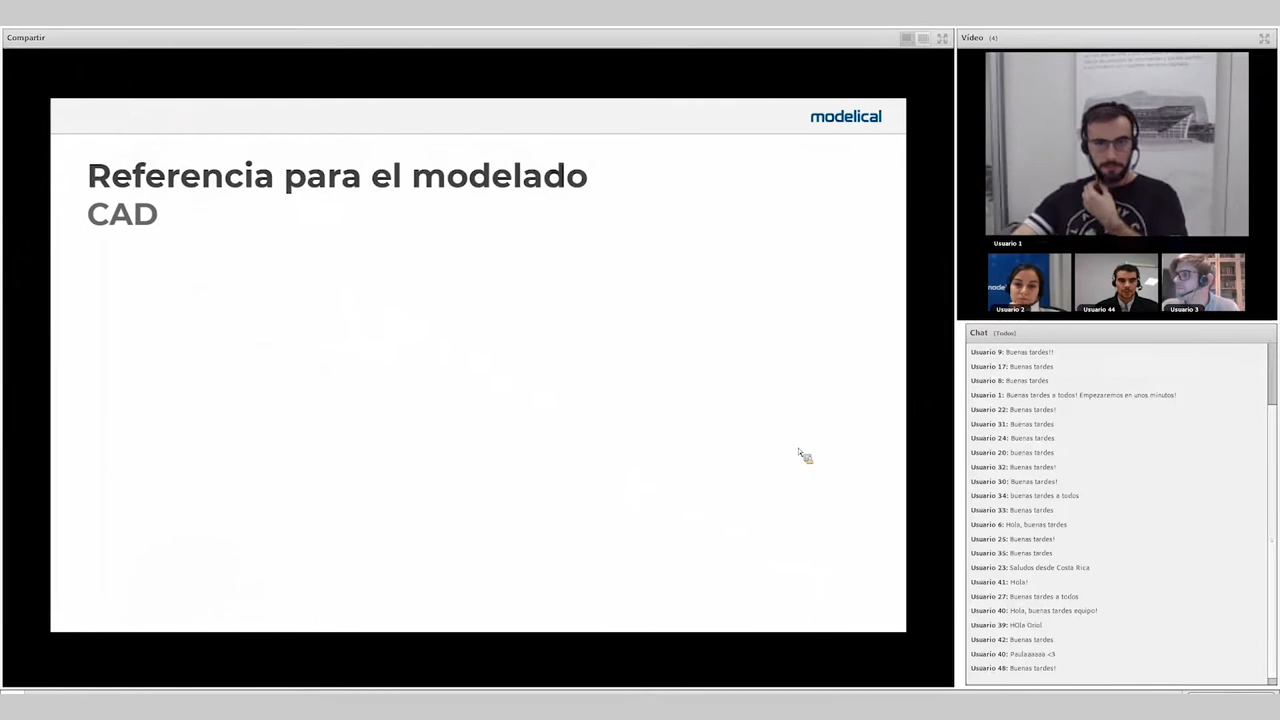 Compartir
modelical
Referencia para el modelado
CAD
Vídeo (4)
Usuario 1
Usuario 2
Usuario 44
Usuario 3
Chat (Todos)
Usuario 9: Buenas tardes!!
Usuario 17: Buenas tardes
Usuario 8: Buenas tardes
Usuario 1: Buenas tardes a todos! Empezaremos en unos minutos!
Usuario 22: Buenas tardes!
Usuario 31: Buenas tardes
Usuario 24: Buenas tardes
Usuario 20: buenas tardes
Usuario 32: Buenas tardes!
Usuario 30: Buenas tardes!
Usuario 34: buenas tardes a todos
Usuario 33: Buenas tardes
Usuario 6: Hola, buenas tardes
Usuario 25: Buenas tardes!
Usuario 35: Buenas tardes
Usuario 23: Saludos desde Costa Rica
Usuario 41: Hola!
Usuario 27: Buenas tardes a todos
Usuario 40: Hola, buenas tardes equipo!
Usuario 39: HOla Oriol
Usuario 42: Buenas tardes
Usuario 40: Paulaaaaaa <3
Usuario 48: Buenas tardes!